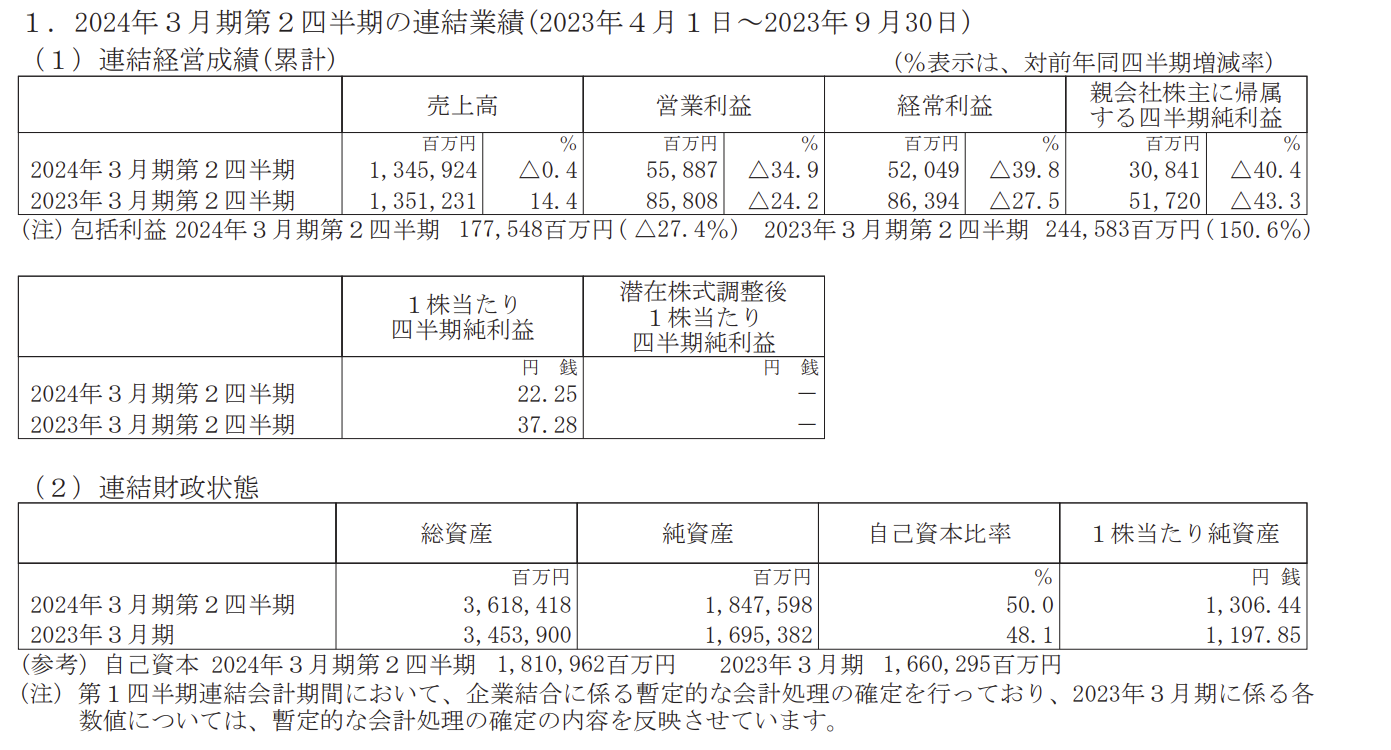 １．2024年３月期第２四半期の連結業績(2023年４月１日～2023年９月30日)
（１）連結経営成績(累計)
（％表示は、対前年同四半期増減率）
売上高 営業利益 経常利益 親会社株主に帰属する四半期純利益
百万円 ％ 百万円 ％ 百万円 ％ 百万円 ％
2024年３月期第２四半期 1,345,924 △0.4 55,887 △34.9 52,049 △39.8 30,841 △40.4
2023年３月期第２四半期 1,351,231 14.4 85,808 △24.2 86,394 △27.5 51,720 △43.3
(注) 包括利益 2024年３月期第２四半期 177,548百万円( △27.4％) 2023年３月期第２四半期 244,583百万円(150.6％)
１株当たり四半期純利益 潜在株式調整後１株当たり四半期純利益
円 銭 円 銭
2024年３月期第２四半期 22.25 －
2023年３月期第２四半期 37.28 －
（２）連結財政状態
総資産 純資産 自己資本比率 １株当たり純資産
百万円 百万円 ％ 円 銭
2024年３月期第２四半期 3,618,418 1,847,598 50.0 1,306.44
2023年３月期 3,453,900 1,695,382 48.1 1,197.85
(参考) 自己資本 2024年３月期第２四半期 1,810,962百万円 2023年３月期 1,660,295百万円
(注) 第１四半期連結会計期間において、企業結合に係る暫定的な会計処理の確定を行っており、2023年３月期に係る各
数値については、暫定的な会計処理の確定の内容を反映させています。